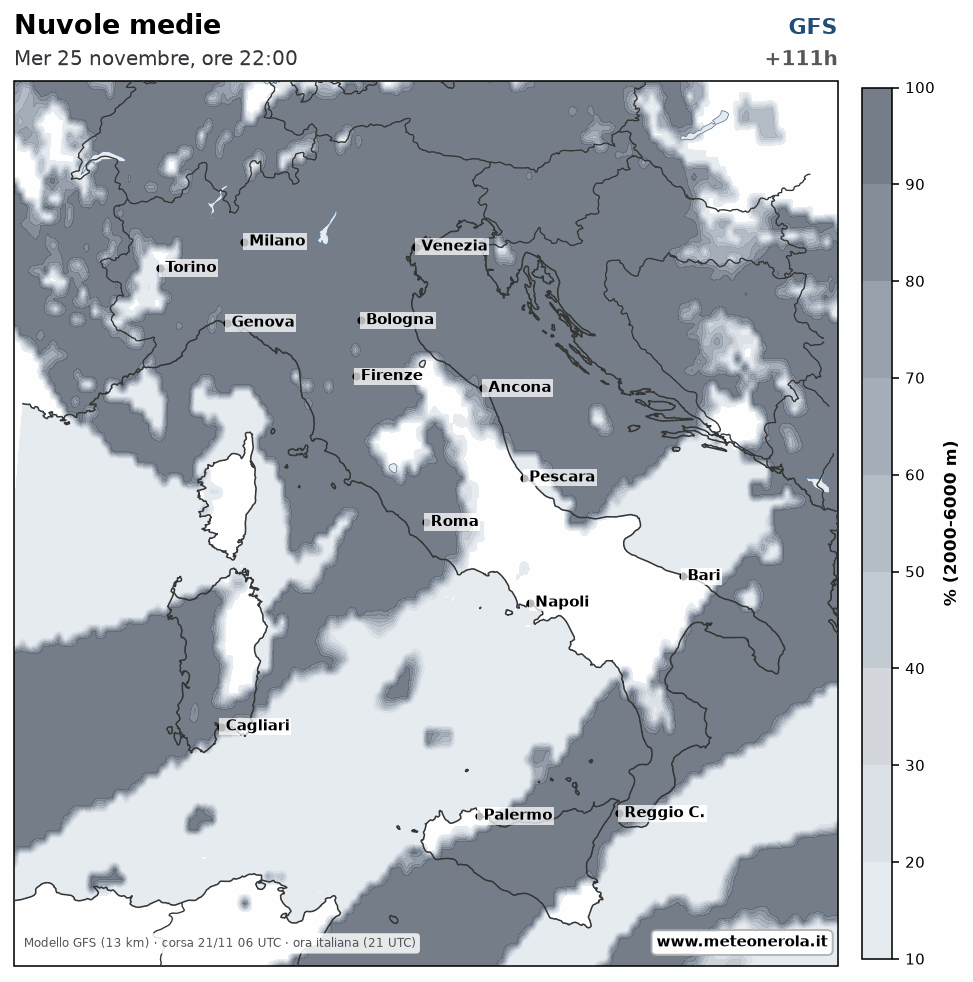 Nuvole medie
GFS
Mer 25 novembre, ore 22:00
+111h
100
90
80
70
60
50
40
30
20
10
% (2000-6000 m)
Milano
Venezia
Torino
Genova
Bologna
Firenze
Ancona
Pescara
Roma
Bari
Napoli
Cagliari
Palermo
Reggio C.
Modello GFS (13 km) · corsa 21/11 06 UTC · ora italiana (21 UTC)
www.meteonerola.it